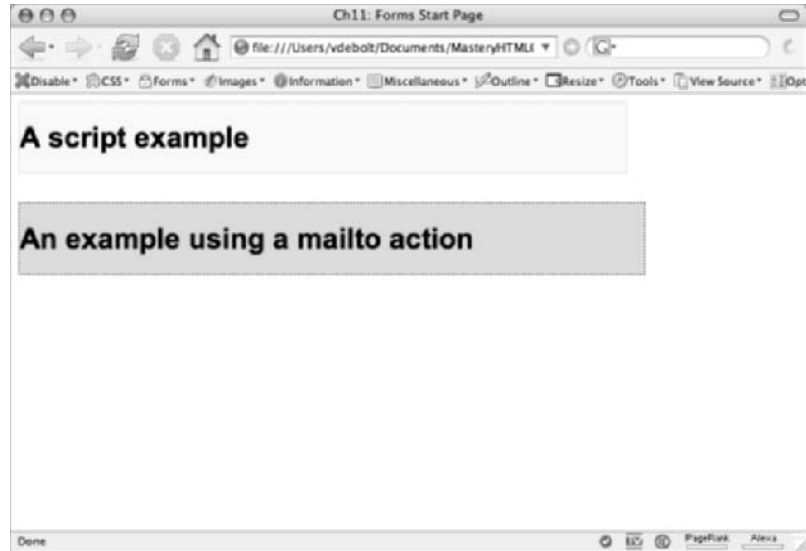 Ch11: Forms Start Page
file:///Users/vdebolt/Documents/MasteryHTML
G
Disable CSS Forms Images Information Miscellaneous Outline Resize Tools View Source Opt
A script example
An example using a mailto action
Done PageRank Alexa